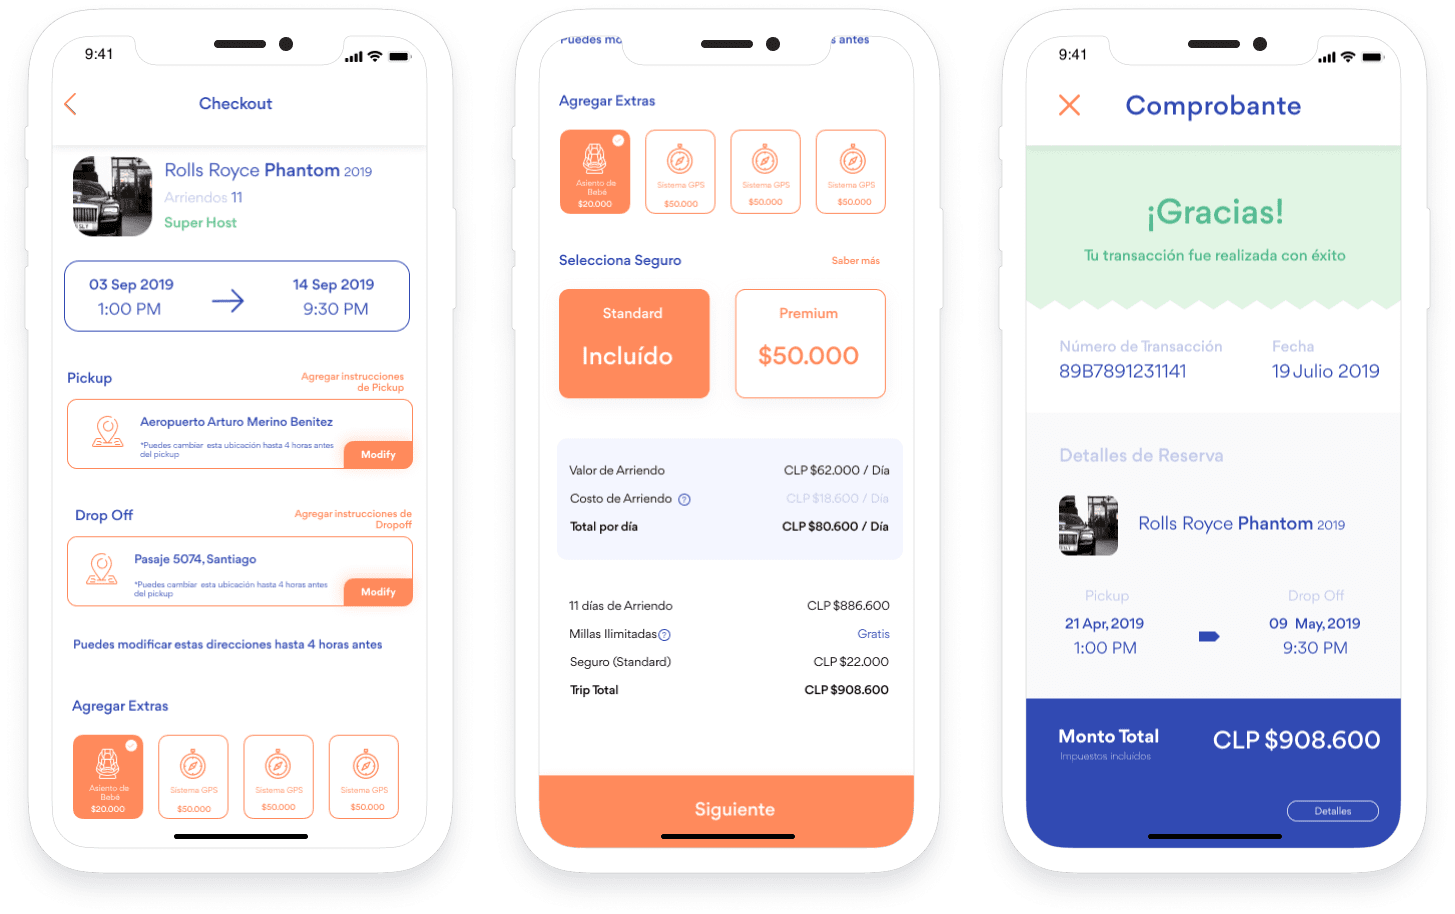 9:41
Checkout
Rolls Royce Phantom 2019
Arriendos 11
Super Host
03 Sep 2019
1:00 PM
14 Sep 2019
9:30 PM
Pickup
Agregar instrucciones
de Pickup
Aeropuerto Arturo Merino Benitez
*Puedes cambiar esta ubicación hasta 4 horas antes
del pickup
Modify
Drop Off
Agregar instrucciones de
Dropoff
Pasaje 5074, Santiago
*Puedes cambiar esta ubicación hasta 4 horas antes
del pickup
Modify
Puedes modificar estas direcciones hasta 4 horas antes
Agregar Extras
Asiento de
Bebé
$20.000
Sistema GPS
$50.000
Sistema GPS
$50.000
Sistema GPS
$50.000
Puedes mo
s antes
Agregar Extras
Asiento de
Bebé
$20.000
Sistema GPS
$50.000
Sistema GPS
$50.000
Sistema GPS
$50.000
Selecciona Seguro
Saber más
Standard
Incluído
Premium
$50.000
Valor de Arriendo
CLP $62.000 / Día
Costo de Arriendo ?
CLP $18.600 / Día
Total por día
CLP $80.600 / Día
11 días de Arriendo
CLP $886.600
Millas Ilimitadas ?
Gratis
Seguro (Standard)
CLP $22.000
Trip Total
CLP $908.600
Siguiente
9:41
Comprobante
¡Gracias!
Tu transacción fue realizada con éxito
Número de Transacción
89B7891231141
Fecha
19 Julio 2019
Detalles de Reserva
Rolls Royce Phantom 2019
Pickup
21 Apr, 2019
1:00 PM
Drop Off
09 May, 2019
9:30 PM
Monto Total
Impuestos incluídos
CLP $908.600
Detalles